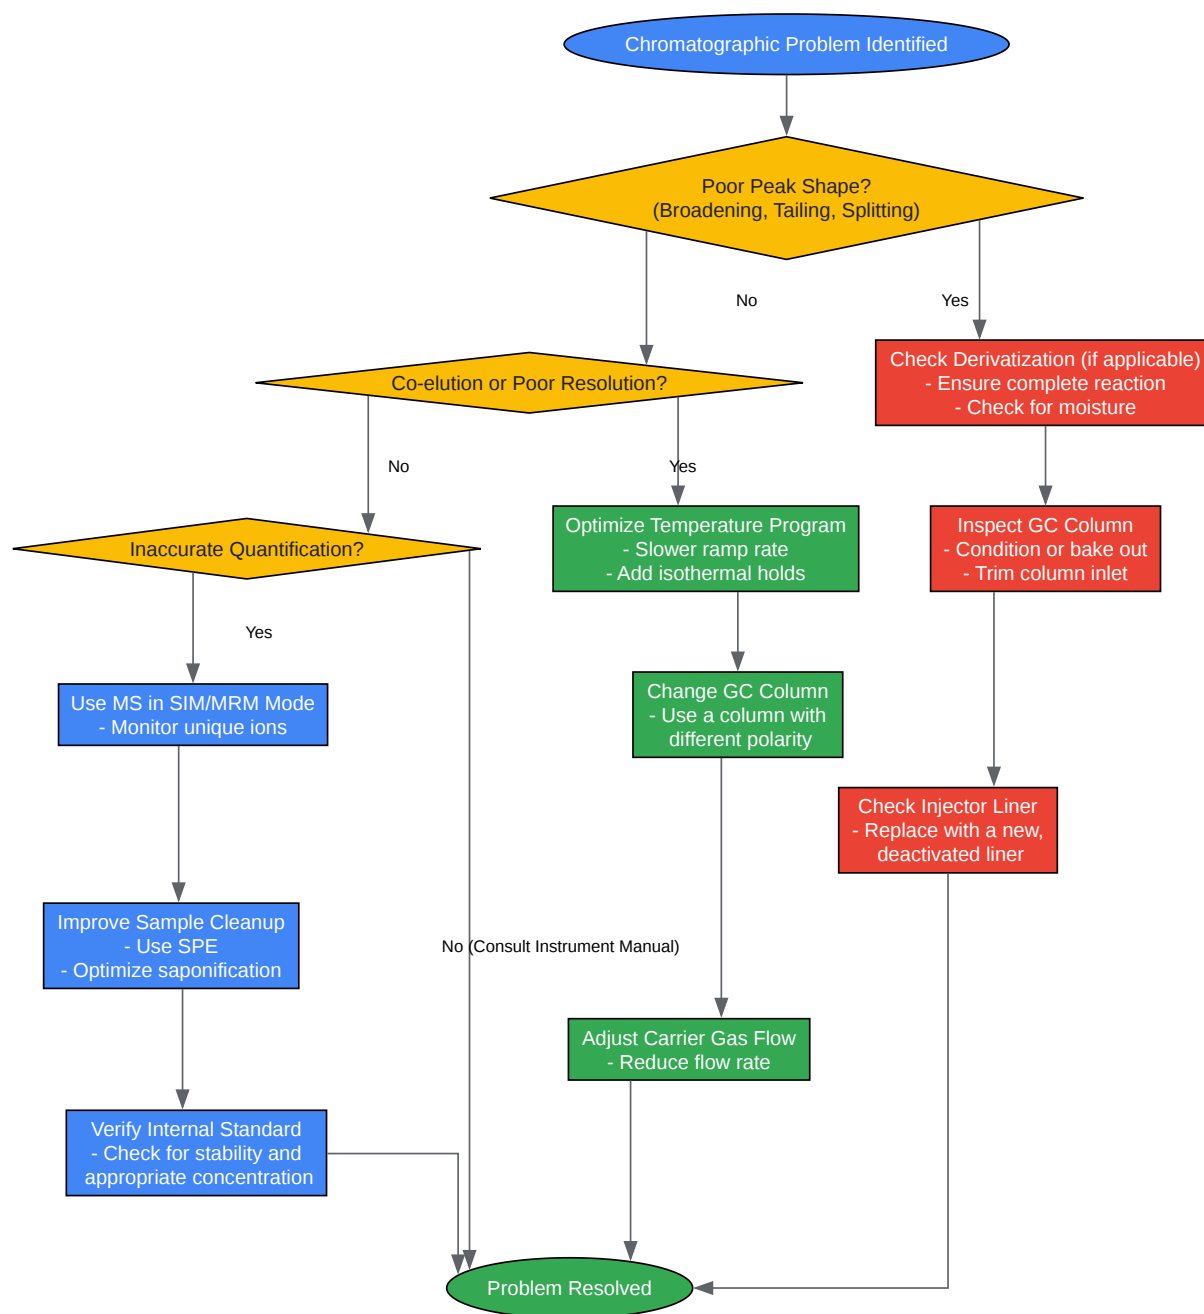 Chromatographic Problem Identified
Poor Peak Shape?
(Broadening, Tailing, Splitting)
No
Yes
Co-elution or Poor Resolution?
Check Derivatization (if applicable)
- Ensure complete reaction
- Check for moisture
No
Yes
Inaccurate Quantification?
Optimize Temperature Program
- Slower ramp rate
- Add isothermal holds
Inspect GC Column
- Condition or bake out
- Trim column inlet
Yes
Use MS in SIM/MRM Mode
- Monitor unique ions
Change GC Column
- Use a column with
different polarity
Check Injector Liner
- Replace with a new,
deactivated liner
Improve Sample Cleanup
- Use SPE
- Optimize saponification
No (Consult Instrument Manual)
Adjust Carrier Gas Flow
- Reduce flow rate
Verify Internal Standard
- Check for stability and
appropriate concentration
Problem Resolved